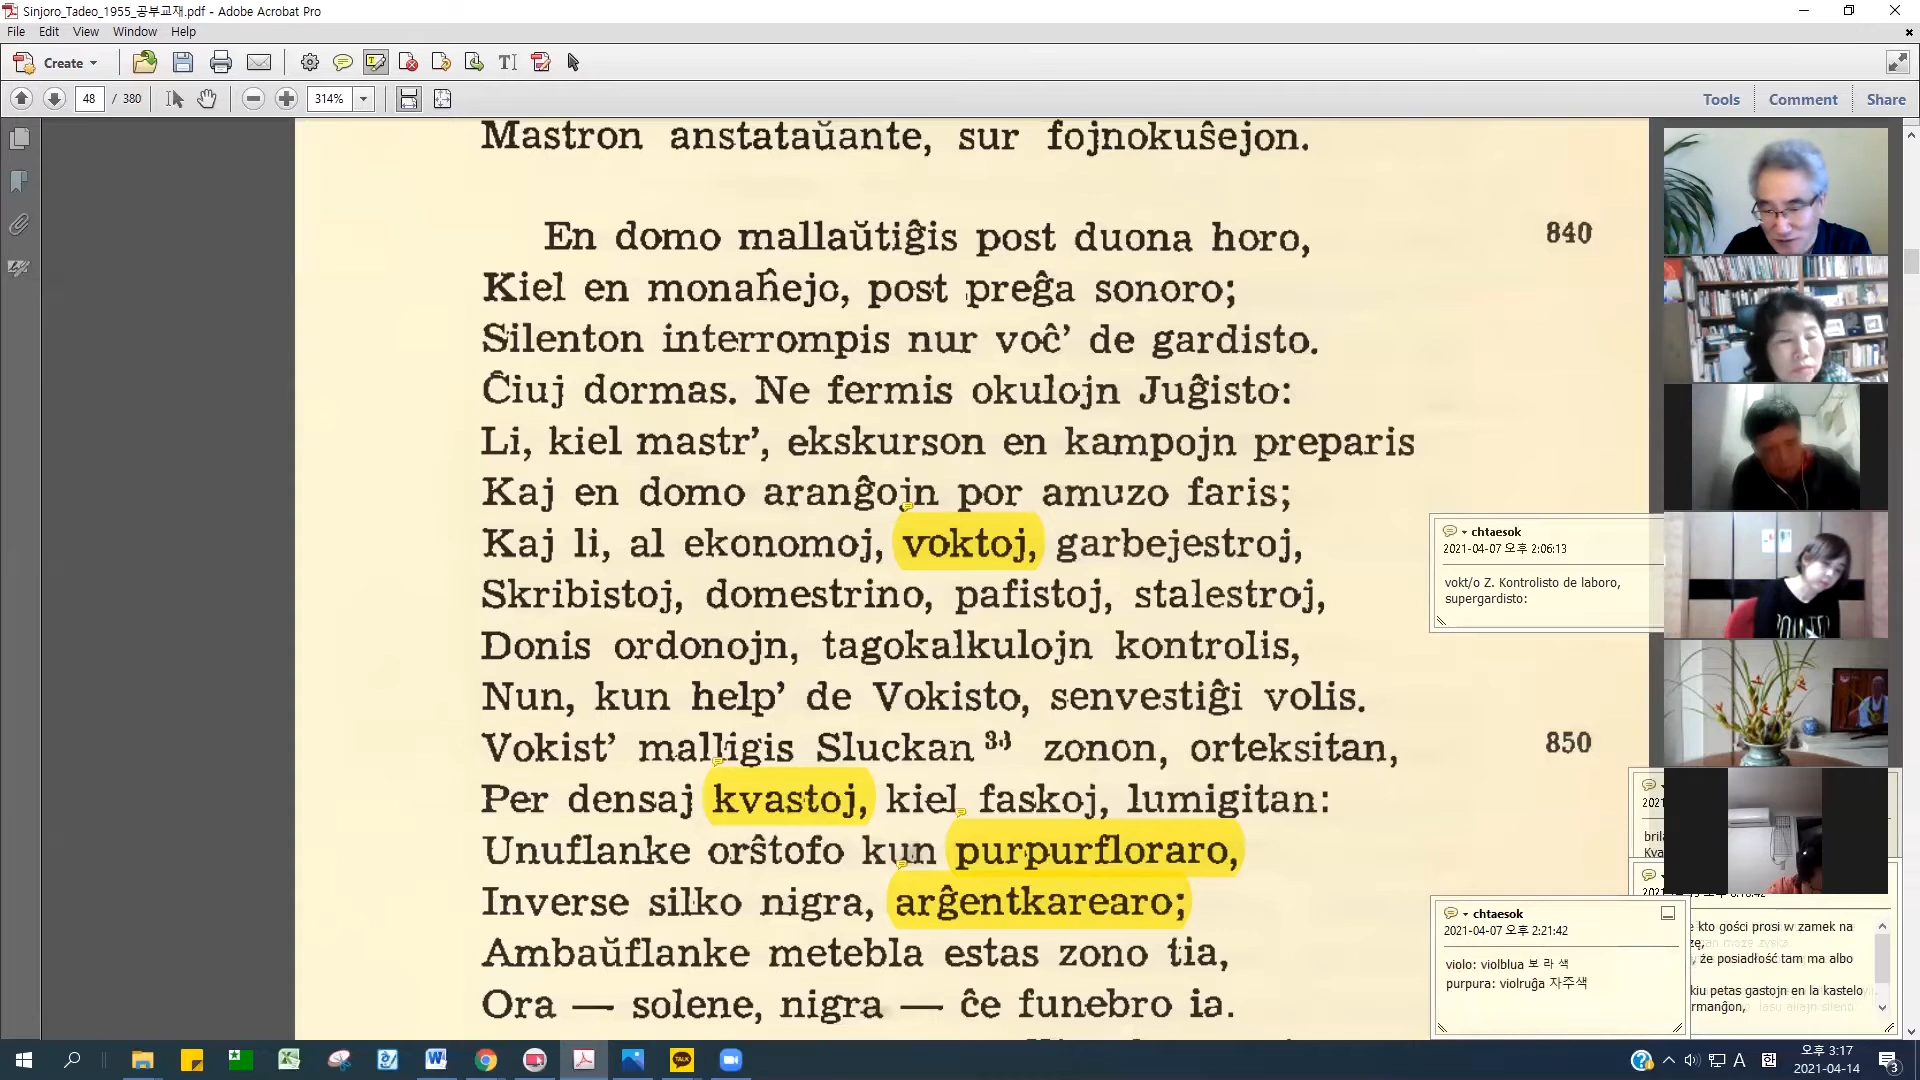 Sinjoro_Tadeo_1955_공부교재.pdf - Adobe Acrobat Pro
File Edit View Window Help
Create
48 / 380 314%
Tools Comment Share
Mastron anstataŭante, sur fojnokuŝejon.
En domo mallaŭtiĝis post duona horo, 840
Kiel en monaĥejo, post preĝa sonoro;
Silenton interrompis nur voĉ’ de gardisto.
Ĉiuj dormas. Ne fermis okulojn Juĝisto:
Li, kiel mastr’, ekskurson en kampojn preparis
Kaj en domo aranĝojn por amuzo faris;
Kaj li, al ekonomoj, voktoj, garbejestroj,
Skribistoj, domestrino, pafistoj, stalestroj,
Donis ordonojn, tagokalkulojn kontrolis,
Nun, kun help’ de Vokisto, senvestiĝi volis.
Vokist’ malligis Sluckan 34) zonon, orteksitan, 850
Per densaj kvastoj, kiel faskoj, lumigitan:
Unuflanke orŝtofo kun purpurfloraro,
Inverse silko nigra, arĝentkarearo;
Ambaŭflanke metebla estas zono tia,
Ora — solene, nigra — ĉe funebro ia.
chtaesok
2021-04-07 오후 2:06:13
vokt/o Z. Kontrolisto de laboro,
supergardisto:
2021
brila
Kva
chtaesok
2021-04-07 오후 2:21:42
violo: violblua 보 라 색
purpura: violruĝa 자주색
kto gości prosi w zamek na
że posiadłość tam ma albo
kiu petas gastojn en la kastelo
rmanĝon,
TALK
A 한
오후 3:17
2021-04-14
3